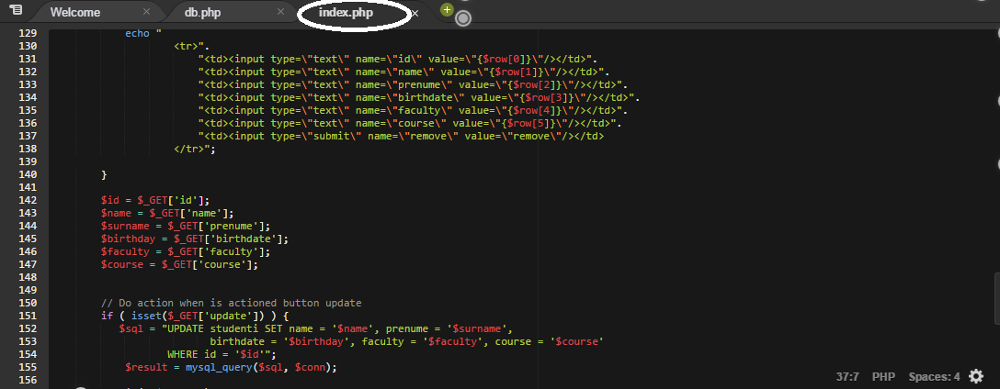 Welcome × db.php × index.php × +
129 echo "
130 <tr>".
131 "<td><input type=\"text\" name=\"id\" value=\"{$row[0]}\"/></td>".
132 "<td><input type=\"text\" name=\"name\" value=\"{$row[1]}\"/></td>".
133 "<td><input type=\"text\" name=\"prenume\" value=\"{$row[2]}\"/></td>".
134 "<td><input type=\"text\" name=\"birthdate\" value=\"{$row[3]}\"/></td>".
135 "<td><input type=\"text\" name=\"faculty\" value=\"{$row[4]}\"/></td>".
136 "<td><input type=\"text\" name=\"course\" value=\"{$row[5]}\"/></td>".
137 "<td><input type=\"submit\" name=\"remove\" value=\"remove\"/></td>
138 </tr>";
139
140 }
141
142 $id = $_GET['id'];
143 $name = $_GET['name'];
144 $surname = $_GET['prenume'];
145 $birthday = $_GET['birthdate'];
146 $faculty = $_GET['faculty'];
147 $course = $_GET['course'];
148
149
150 // Do action when is actioned button update
151 if ( isset($_GET['update']) ) {
152 $sql = "UPDATE studenti SET name = '$name', prenume = '$surname',
153 birthdate = '$birthday', faculty = '$faculty', course = '$course'
154 WHERE id = '$id'";
155 $result = mysql_query($sql, $conn);
156
37:7 PHP Spaces: 4